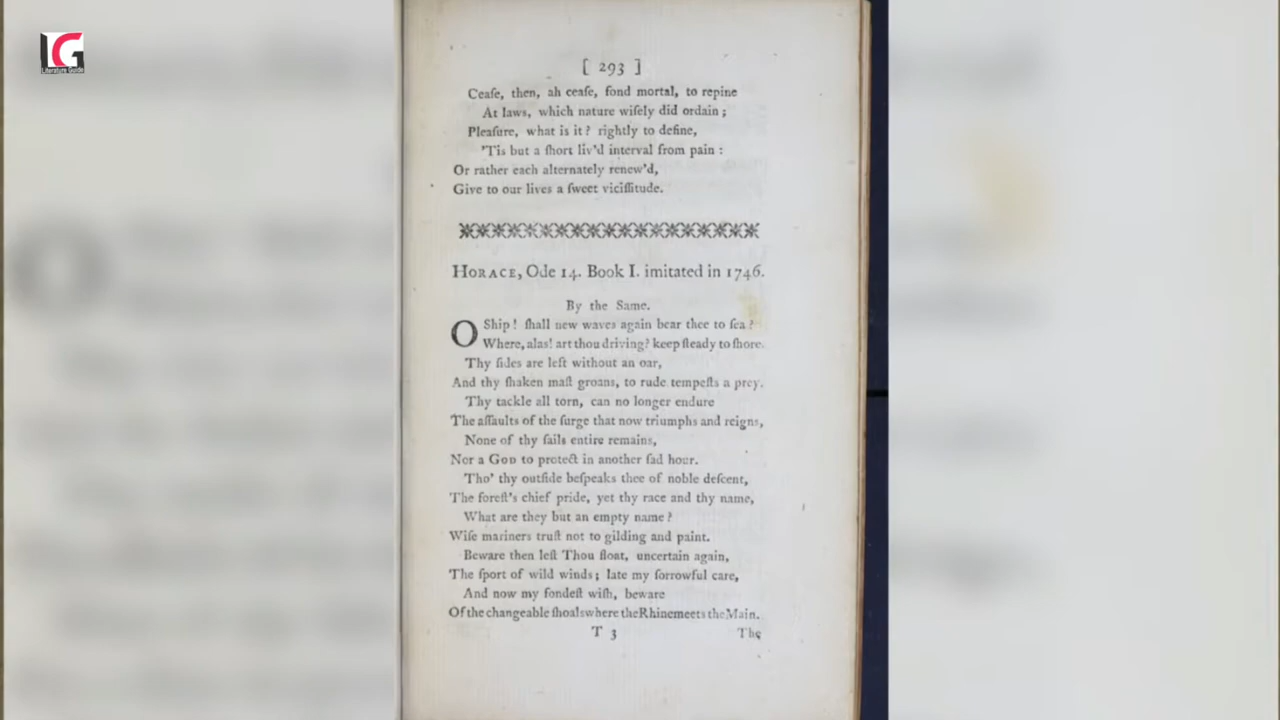 LG
Literature Guide
[ 293 ]
Ceaſe, then, ah ceaſe, fond mortal, to repine
At laws, which nature wiſely did ordain ;
Pleaſure, what is it ? rightly to define,
'Tis but a ſhort liv'd interval from pain :
Or rather each alternately renew'd,
Give to our lives a ſweet viciſſitude.
HORACE, Ode 14. Book I. imitated in 1746.
By the Same.
O Ship ! ſhall new waves again bear thee to ſea ?
Where, alas! art thou driving? keep ſteady to ſhore.
Thy ſides are left without an oar,
And thy ſhaken maſt groans, to rude tempeſts a prey.
Thy tackle all torn, can no longer endure
The aſſaults of the ſurge that now triumphs and reigns,
None of thy ſails entire remains,
Nor a GOD to protect in another ſad hour.
Tho' thy outſide beſpeaks thee of noble deſcent,
The foreſt's chief pride, yet thy race and thy name,
What are they but an empty name ?
Wiſe mariners truſt not to gilding and paint.
Beware then leſt Thou float, uncertain again,
The ſport of wild winds ; late my ſorrowful care,
And now my fondeſt wiſh, beware
Of the changeable ſhoals where the Rhine meets the Main.
T 3 The